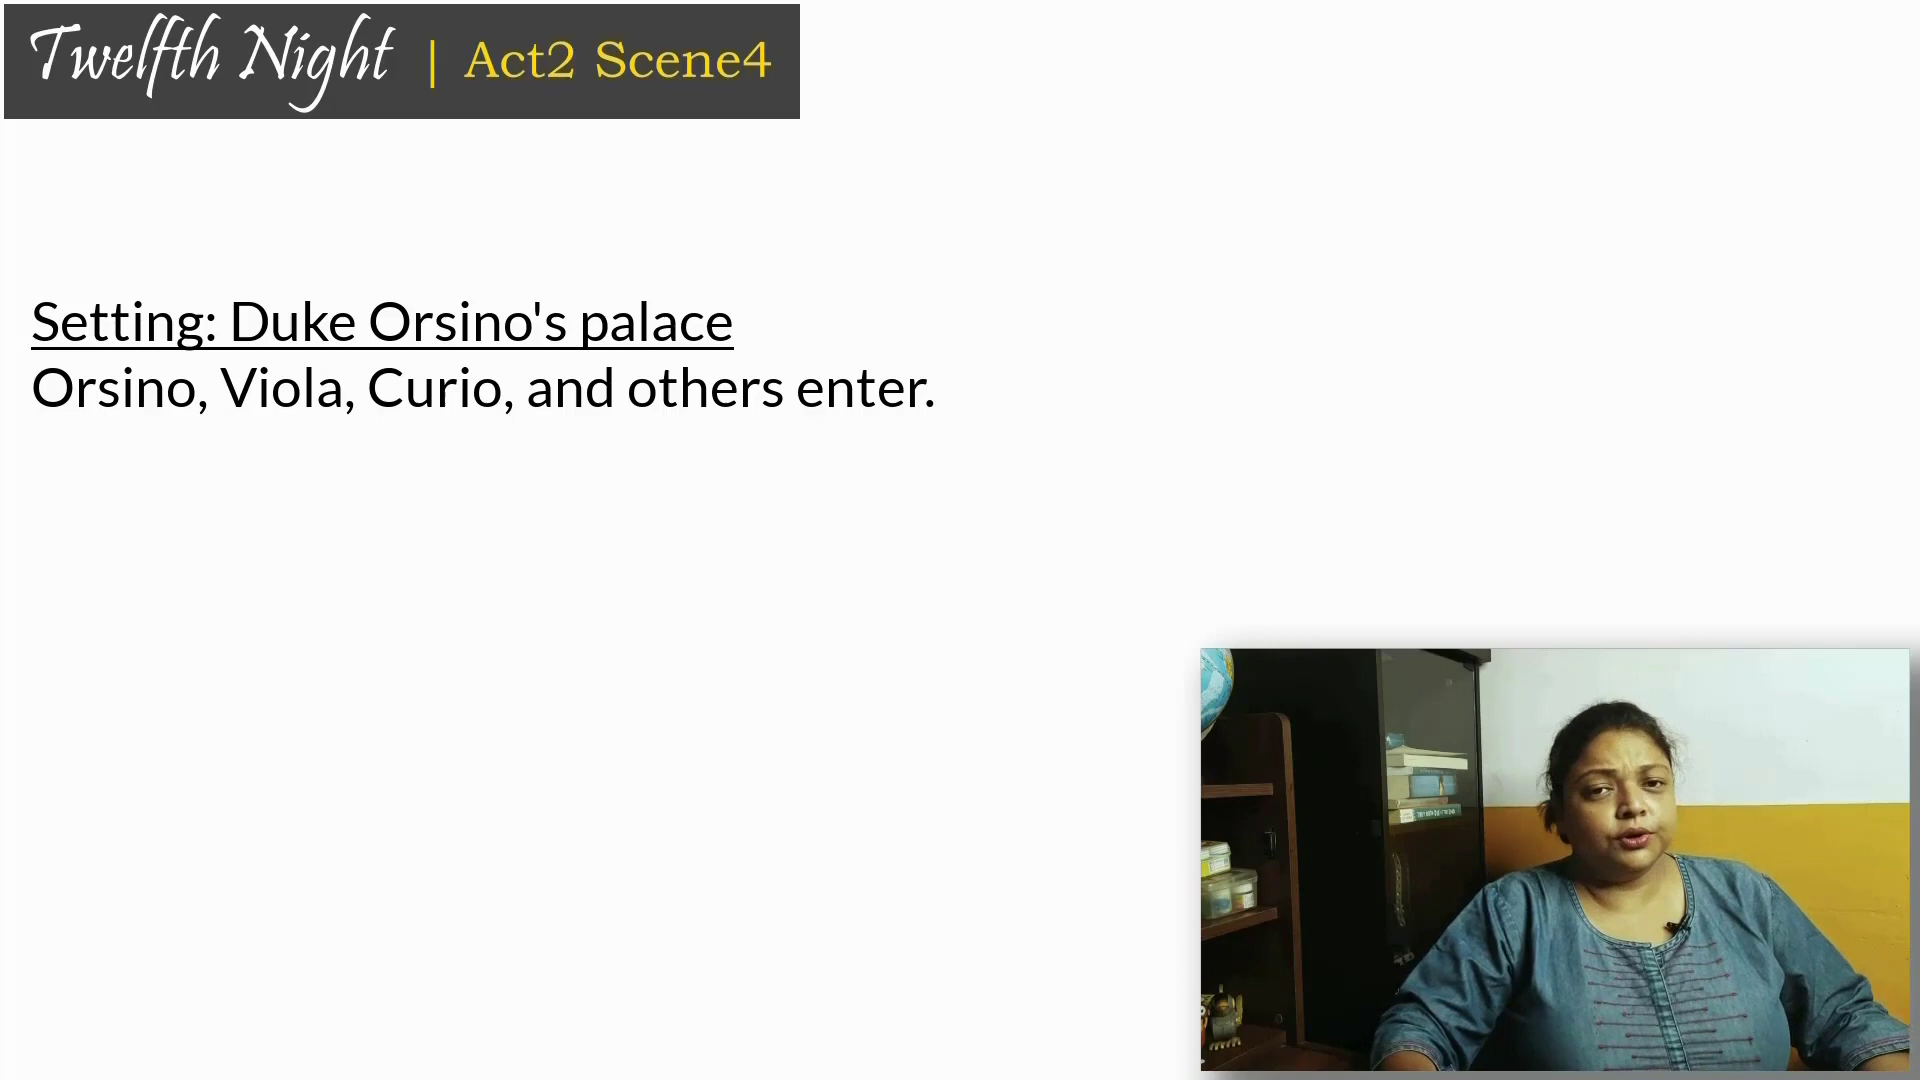 Twelfth Night | Act2 Scene4
Setting: Duke Orsino's palace
Orsino, Viola, Curio, and others enter.